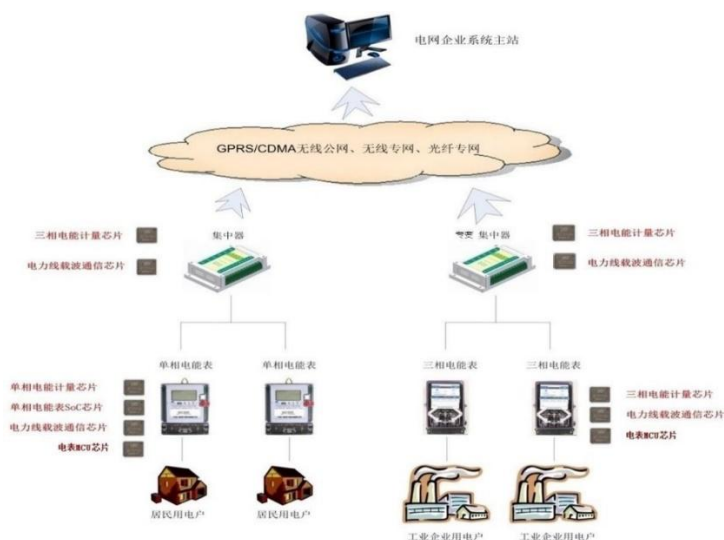 电网企业系统主站
GPRS/CDMA无线公网、无线专网、光纤专网
三相电能计量芯片
集中器
集中器
三相电能计量芯片
电力线载波通信芯片
电力线载波通信芯片
单相电能表
单相电能表
三相电能表
三相电能表
单相电能计量芯片
单相电能表SoC芯片
电力线载波通信芯片
电表MCU芯片
三相电能计量芯片
电力线载波通信芯片
电表MCU芯片
居民用电户
居民用电户
工业企业用电户
工业企业用电户